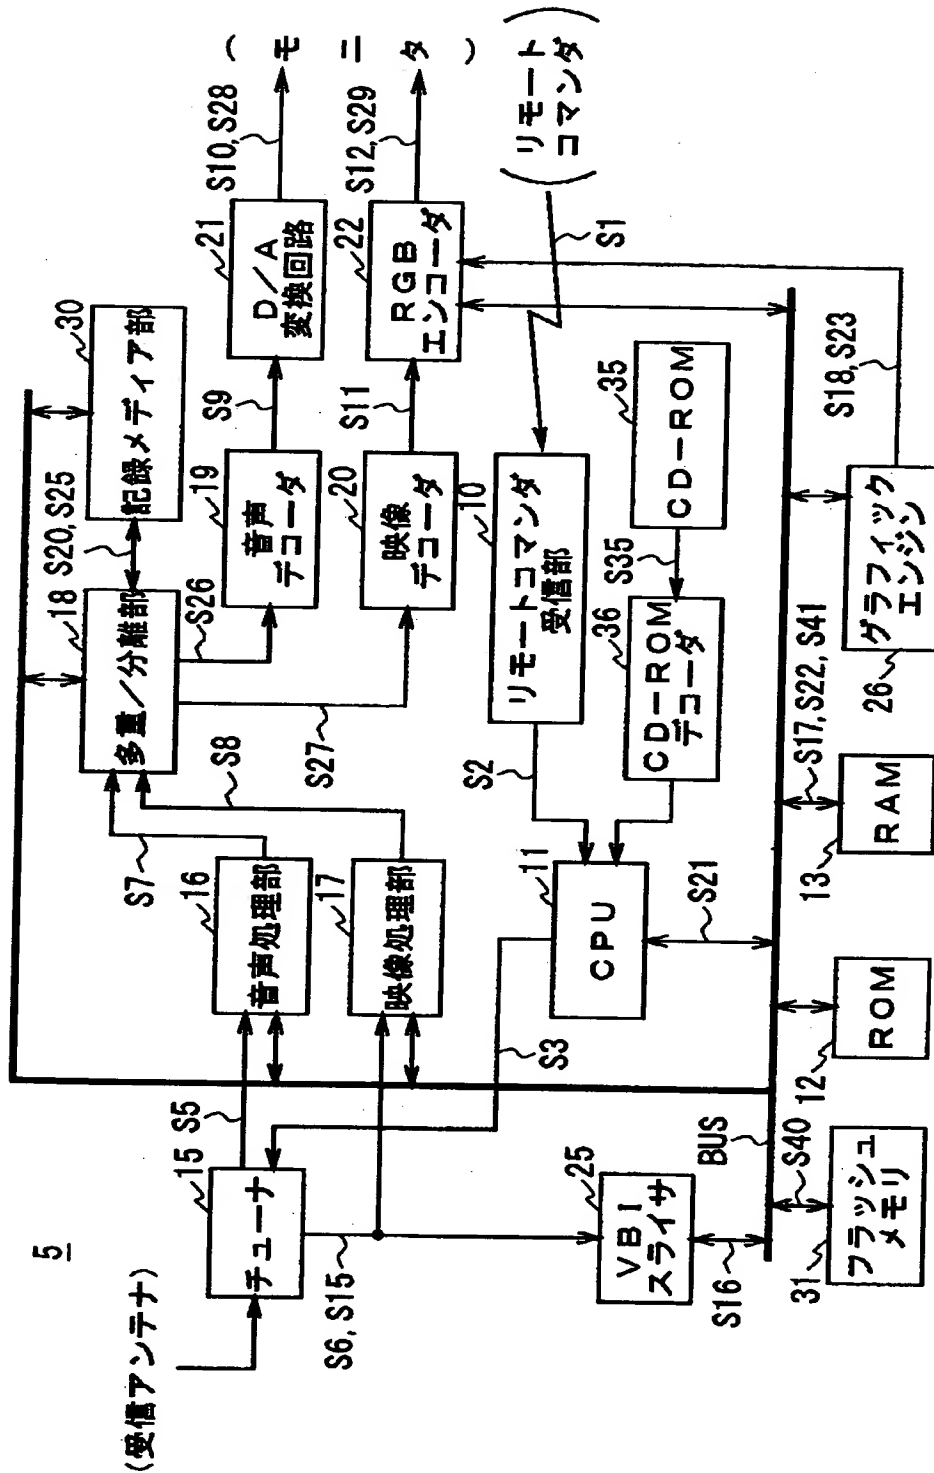 5
(受信アンテナ)
15
チューナ
S5
S6, S15
S3
16
音声処理部
17
映像処理部
S7
S8
18
多重/分離部
S20, S25
30
記録メディア部
S26
S27
19
音声
デコーダ
S9
21
D/A
変換回路
S10, S28
20
映像
デコーダ
S11
22
RGB
エンコーダ
S12, S29
(モニタ)
10
リモートコマンダ
受信部
S1
(リモート
コマンダ)
S2
11
CPU
S21
36
CD-ROM
デコーダ
S35
35
CD-ROM
25
VBI
スライサ
S16
BUS
S40
31
フラッシュ
メモリ
12
ROM
13
RAM
S17, S22, S41
26
グラフィック
エンジン
S18, S23